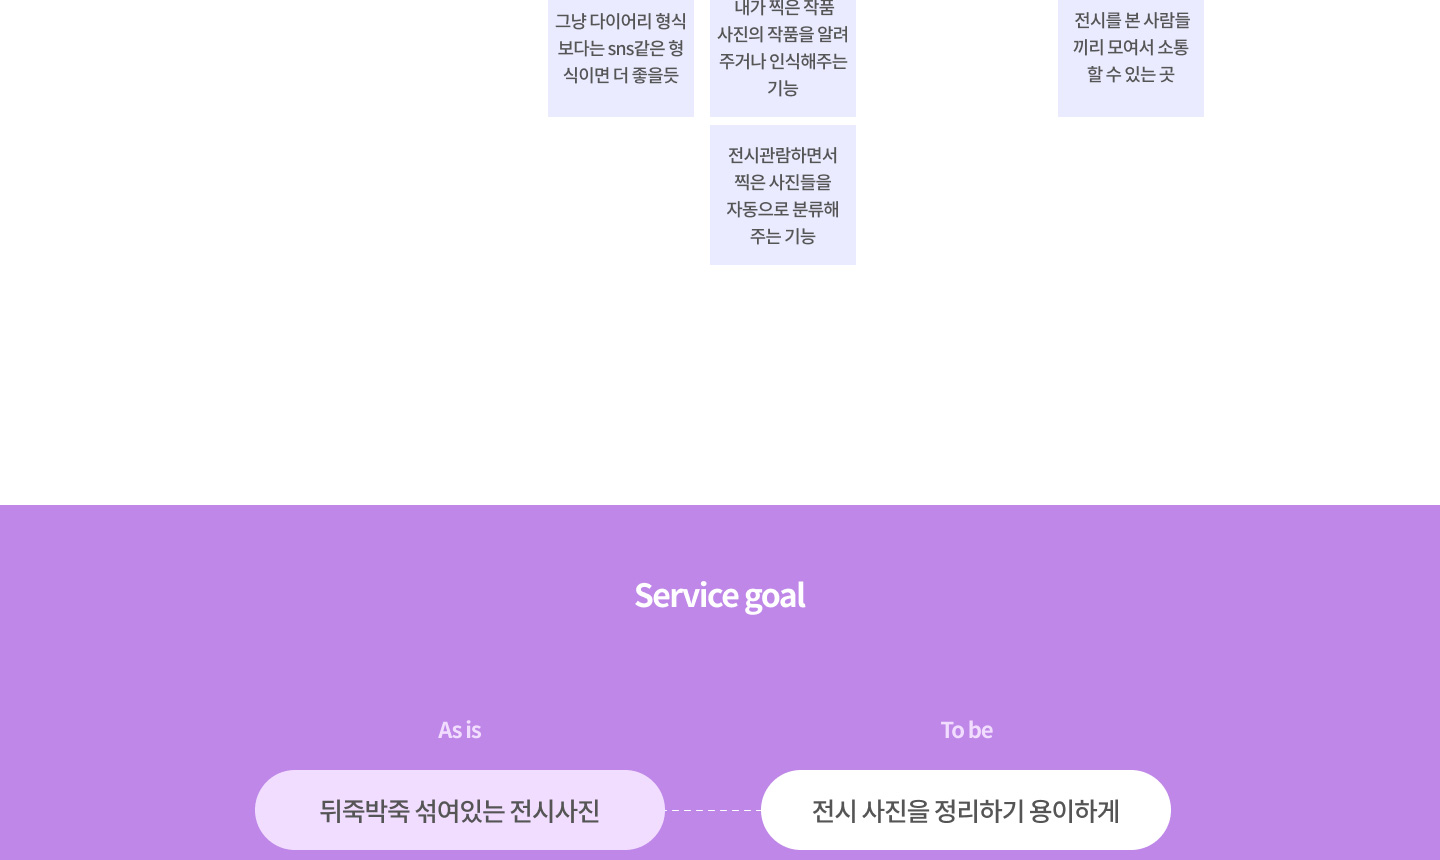 그냥 다이어리 형식
보다는 sns같은 형
식이면 더 좋을듯
내가 찍은 작품
사진의 작품을 알려
주거나 인식해주는
기능
전시를 본 사람들
끼리 모여서 소통
할 수 있는 곳
전시관람하면서
찍은 사진들을
자동으로 분류해
주는 기능
Service goal
As is
To be
뒤죽박죽 섞여있는 전시사진
전시 사진을 정리하기 용이하게